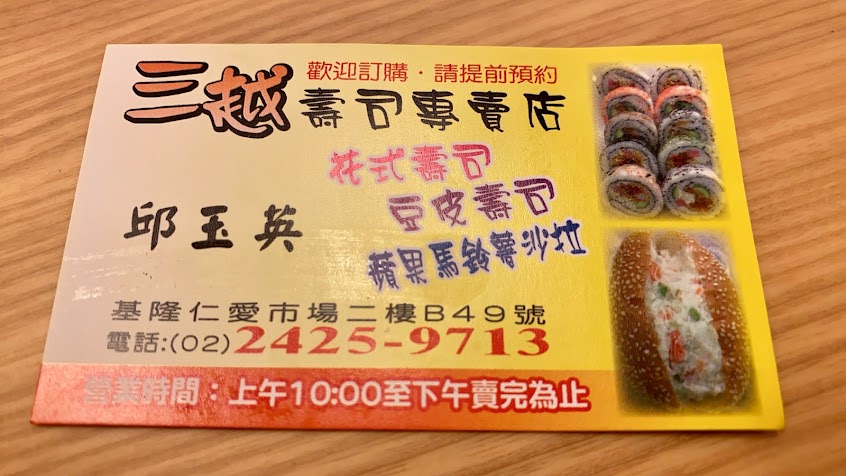 歡迎訂購·請提前預約
三越壽司專賣店
花式壽司
豆皮壽司
蘋果馬鈴薯沙拉
邱玉英
基隆仁愛市場二樓B49號
電話:(02)2425-9713
營業時間：上午10:00至下午賣完為止